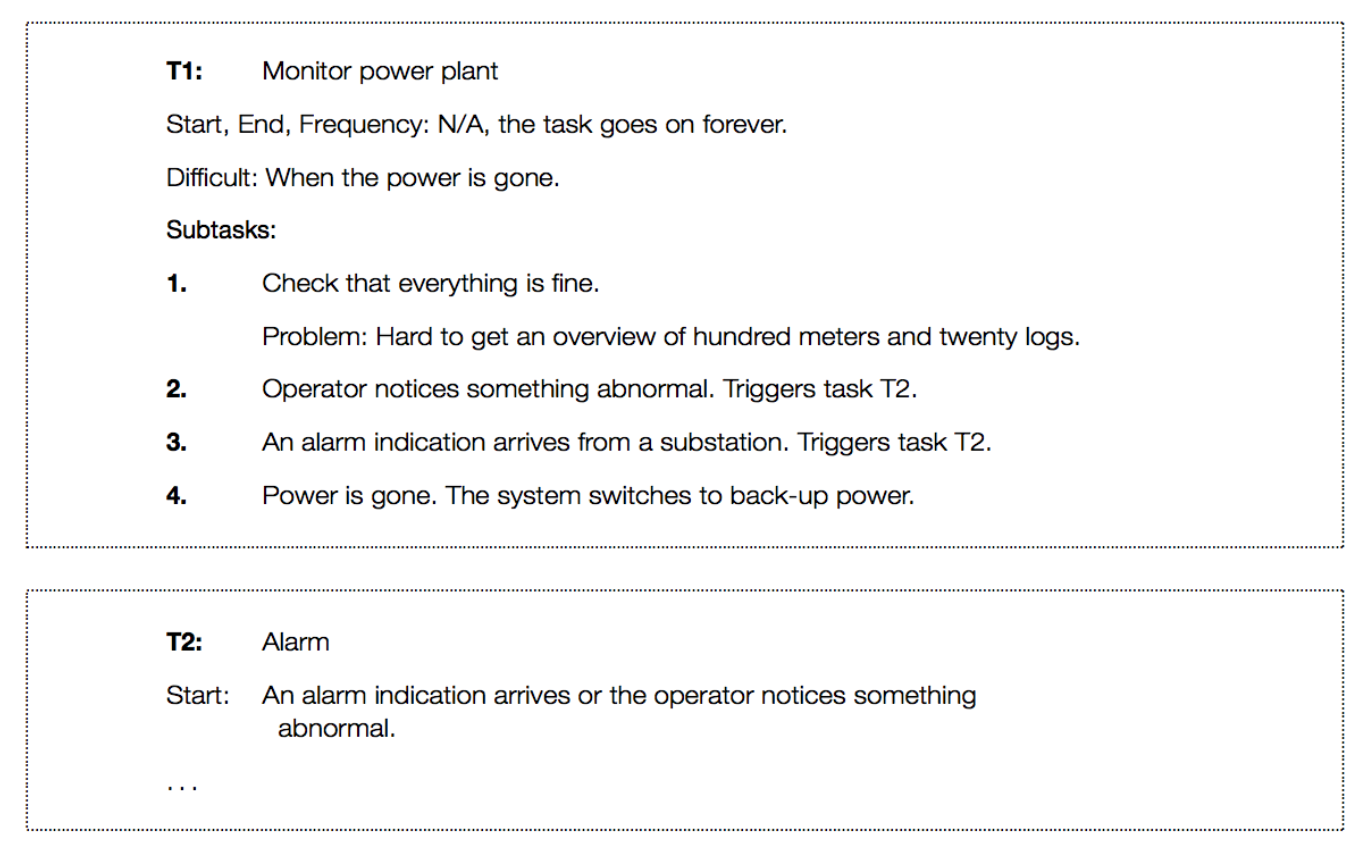 T1: Monitor power plant
Start, End, Frequency: N/A, the task goes on forever.
Difficult: When the power is gone.
Subtasks:
1. Check that everything is fine.
Problem: Hard to get an overview of hundred meters and twenty logs.
2. Operator notices something abnormal. Triggers task T2.
3. An alarm indication arrives from a substation. Triggers task T2.
4. Power is gone. The system switches to back-up power.
T2: Alarm
Start: An alarm indication arrives or the operator notices something
abnormal.
. . .